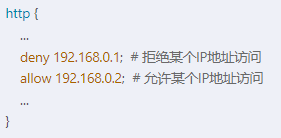 http {
...
deny 192.168.0.1; # 拒绝某个IP地址访问
allow 192.168.0.2; # 允许某个IP地址访问
...
}